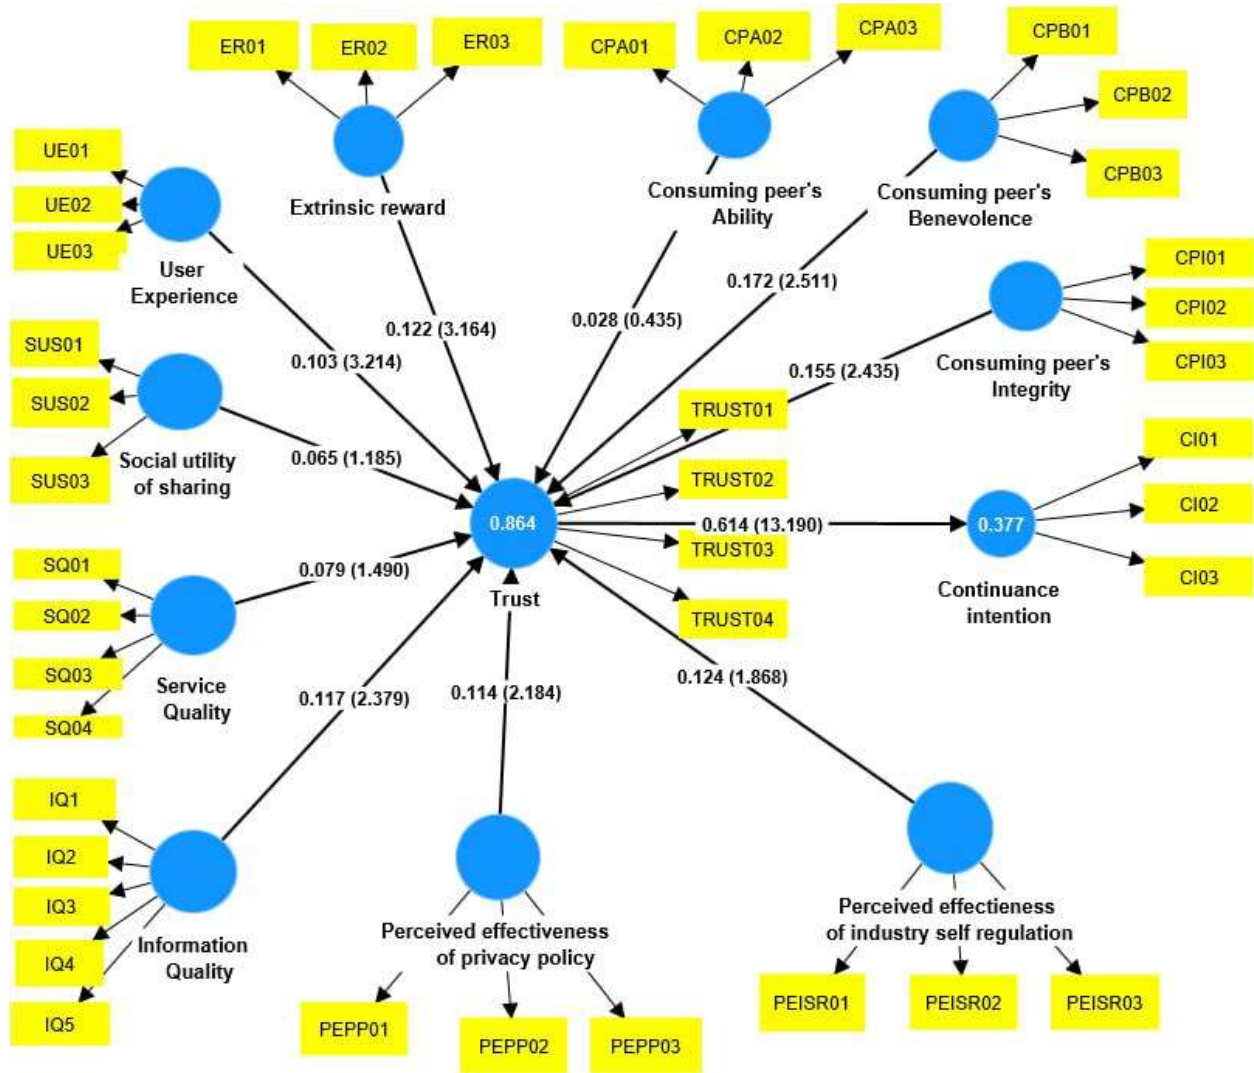 ER01
ER02
ER03
CPA01
CPA02
CPA03
CPB01
CPB02
CPB03
UE01
UE02
UE03
User
Experience
Extrinsic reward
Consuming peer's
Ability
Consuming peer's
Benevolence
CPI01
CPI02
CPI03
Consuming peer's
Integrity
0.122 (3.164)
0.103 (3.214)
0.028 (0.435)
0.172 (2.511)
0.155 (2.435)
SUS01
SUS02
SUS03
Social utility
of sharing
0.065 (1.185)
TRUST01
TRUST02
TRUST03
TRUST04
0.864
Trust
0.614 (13.190)
0.377
Continuance
intention
CI01
CI02
CI03
SQ01
SQ02
SQ03
SQ04
Service
Quality
0.079 (1.490)
0.117 (2.379)
0.114 (2.184)
0.124 (1.868)
IQ1
IQ2
IQ3
IQ4
IQ5
Information
Quality
Perceived effectiveness
of privacy policy
PEPP01
PEPP02
PEPP03
Perceived effectieness
of industry self regulation
PEISR01
PEISR02
PEISR03